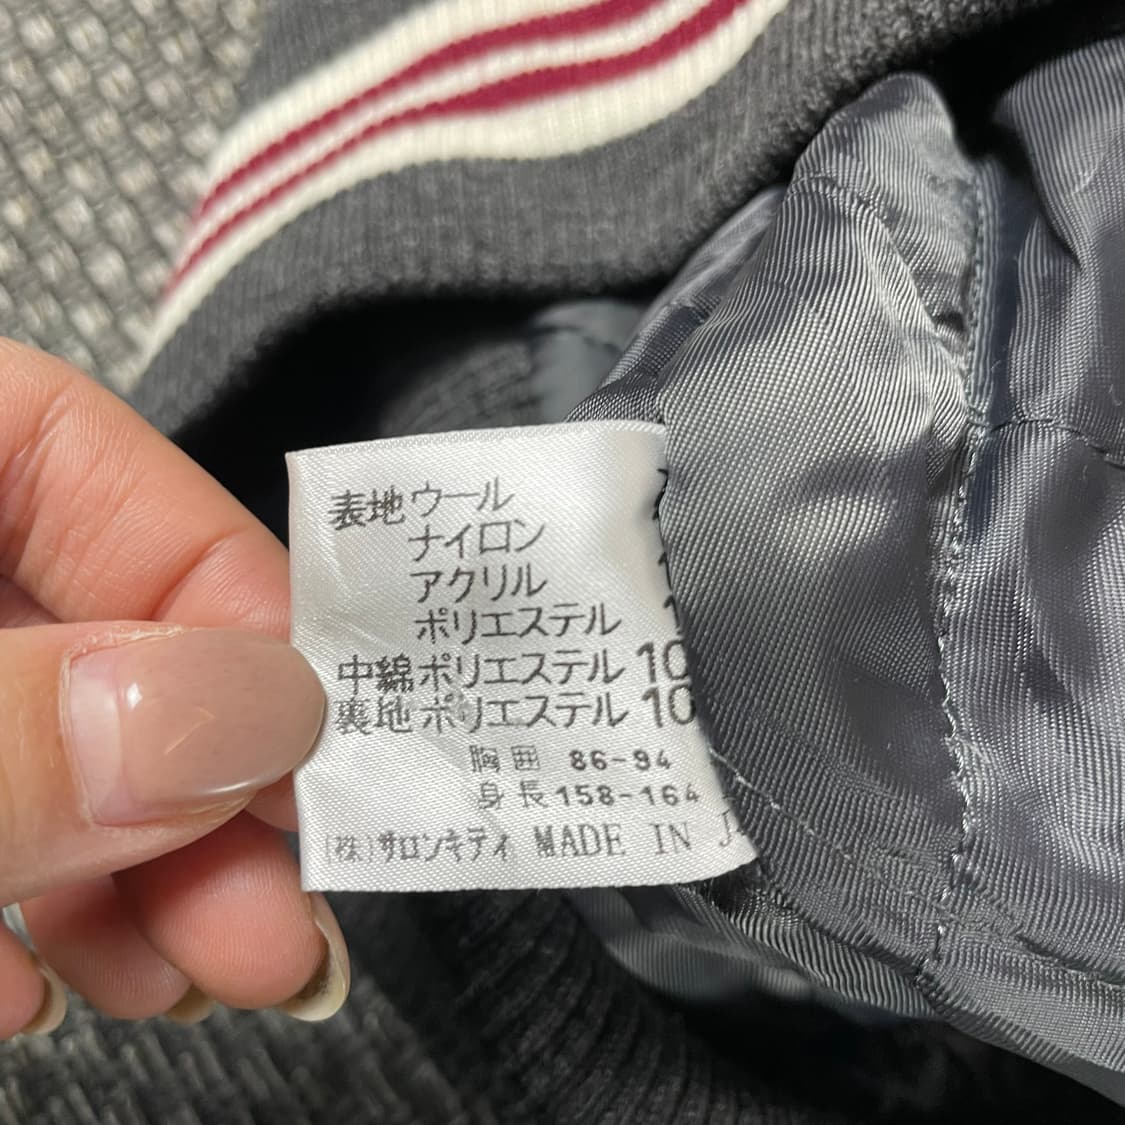 表地ウール
ナイロン
アクリル
ポリエステル
中綿ポリエステル 10
裏地ポリエステル 10
胸囲 86-94
身長158-164
(株)サロンキティ MADE IN J